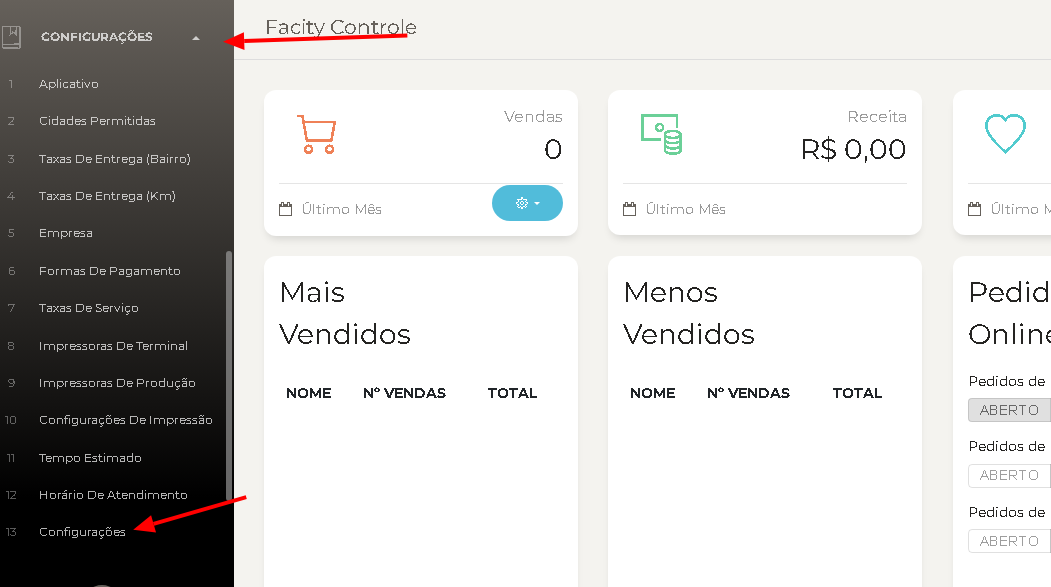 CONFIGURAÇÕES
1 Aplicativo
2 Cidades Permitidas
3 Taxas De Entrega (Bairro)
4 Taxas De Entrega (Km)
5 Empresa
6 Formas De Pagamento
7 Taxas De Serviço
8 Impressoras De Terminal
9 Impressoras De Produção
10 Configurações De Impressão
11 Tempo Estimado
12 Horário De Atendimento
13 Configurações
Facity Controle
Vendas
0
Último Mês
Receita
R$ 0,00
Último Mês
Último
Mais
Vendidos
NOME Nº VENDAS TOTAL
Menos
Vendidos
NOME Nº VENDAS TOTAL
Pedid
Online
Pedidos de
ABERTO
Pedidos de
ABERTO
Pedidos de
ABERTO